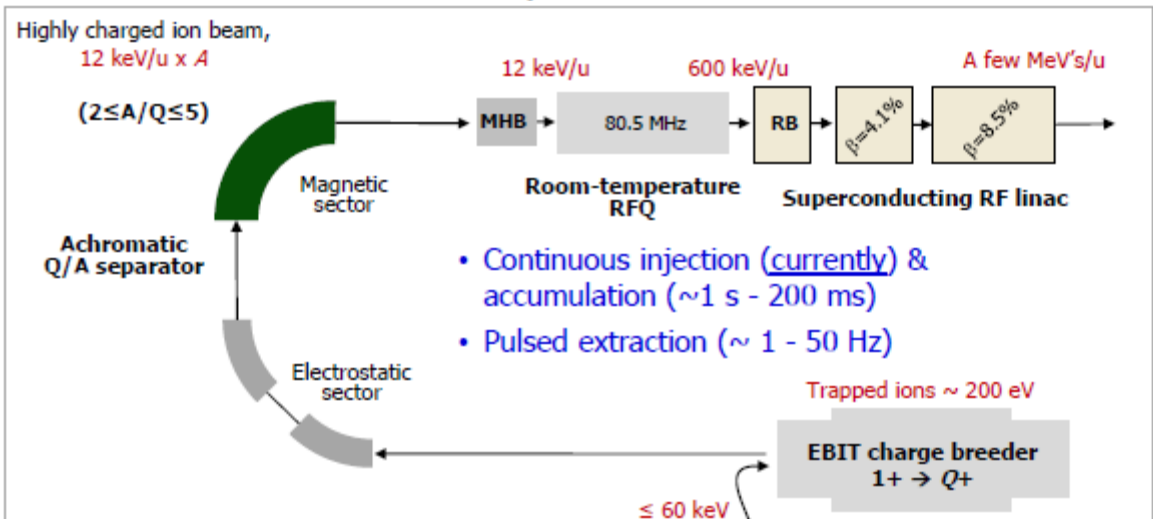 Highly charged ion beam,
12 keV/u x A
(2≤A/Q≤5)
12 keV/u
600 keV/u
A few MeV's/u
MHB
80.5 MHz
RB
β=4.1%
β=8.5%
Room-temperature
RFQ
Superconducting RF linac
Magnetic
sector
Achromatic
Q/A separator
• Continuous injection (currently) &
accumulation (~1 s - 200 ms)
• Pulsed extraction (~ 1 - 50 Hz)
Electrostatic
sector
Trapped ions ~ 200 eV
EBIT charge breeder
1+ → Q+
≤ 60 keV